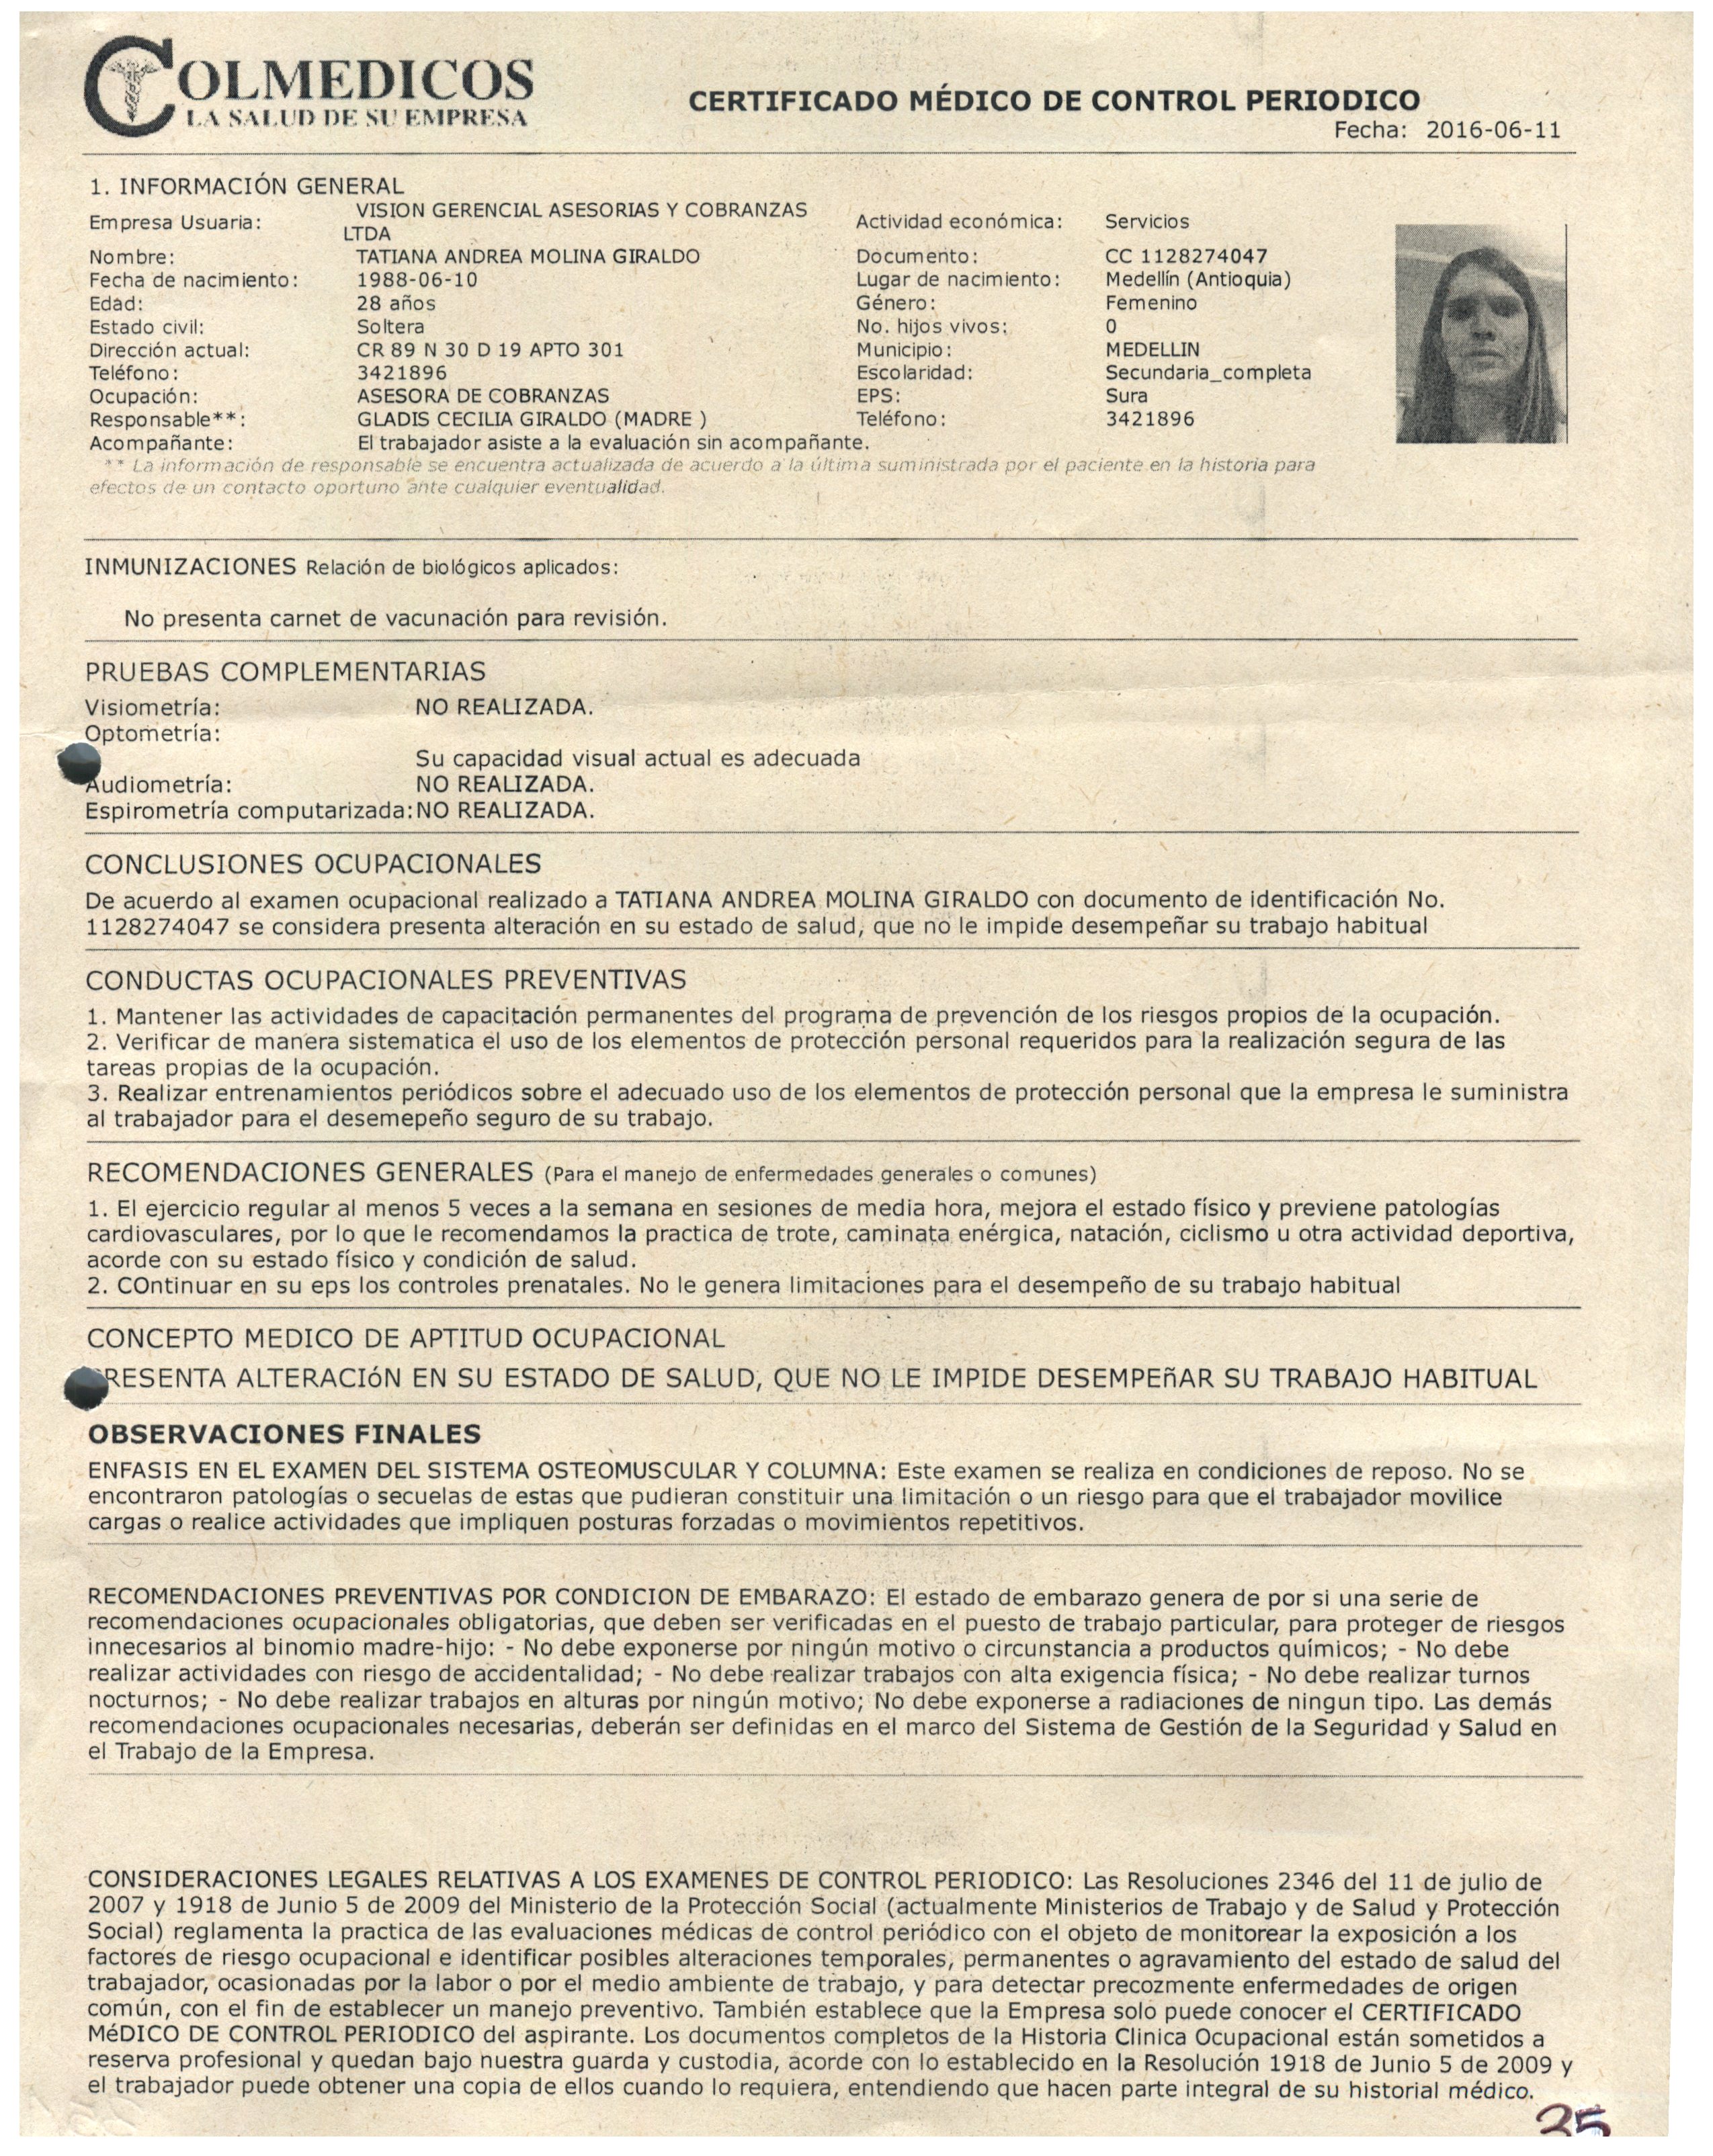 COLMEDICOS
LA SALUD DE SU EMPRESA
CERTIFICADO MÉDICO DE CONTROL PERIODICO
Fecha: 2016-06-11
1. INFORMACIÓN GENERAL
Empresa Usuaria: VISION GERENCIAL ASESORIAS Y COBRANZAS LTDA Actividad económica: Servicios
Nombre: TATIANA ANDREA MOLINA GIRALDO Documento: CC 1128274047
Fecha de nacimiento: 1988-06-10 Lugar de nacimiento: Medellín (Antioquia)
Edad: 28 años Género: Femenino
Estado civil: Soltera No. hijos vivos: 0
Dirección actual: CR 89 N 30 D 19 APTO 301 Municipio: MEDELLIN
Teléfono: 3421896 Escolaridad: Secundaria_completa
Ocupación: ASESORA DE COBRANZAS EPS: Sura
Responsable**: GLADIS CECILIA GIRALDO (MADRE ) Teléfono: 3421896
Acompañante: El trabajador asiste a la evaluación sin acompañante.
** La información de responsable se encuentra actualizada de acuerdo a la última suministrada por el paciente en la historia para
efectos de un contacto oportuno ante cualquier eventualidad.
INMUNIZACIONES Relación de biológicos aplicados:
No presenta carnet de vacunación para revisión.
PRUEBAS COMPLEMENTARIAS
Visiometría: NO REALIZADA.
Optometría:
Su capacidad visual actual es adecuada
Audiometría: NO REALIZADA.
Espirometría computarizada: NO REALIZADA.
CONCLUSIONES OCUPACIONALES
De acuerdo al examen ocupacional realizado a TATIANA ANDREA MOLINA GIRALDO con documento de identificación No.
1128274047 se considera presenta alteración en su estado de salud, que no le impide desempeñar su trabajo habitual
CONDUCTAS OCUPACIONALES PREVENTIVAS
1. Mantener las actividades de capacitación permanentes del programa de prevención de los riesgos propios de la ocupación.
2. Verificar de manera sistematica el uso de los elementos de protección personal requeridos para la realización segura de las
tareas propias de la ocupación.
3. Realizar entrenamientos periódicos sobre el adecuado uso de los elementos de protección personal que la empresa le suministra
al trabajador para el desemepeño seguro de su trabajo.
RECOMENDACIONES GENERALES (Para el manejo de enfermedades generales o comunes)
1. El ejercicio regular al menos 5 veces a la semana en sesiones de media hora, mejora el estado físico y previene patologías
cardiovasculares, por lo que le recomendamos la practica de trote, caminata enérgica, natación, ciclismo u otra actividad deportiva,
acorde con su estado físico y condición de salud.
2. COntinuar en su eps los controles prenatales. No le genera limitaciones para el desempeño de su trabajo habitual
CONCEPTO MEDICO DE APTITUD OCUPACIONAL
PRESENTA ALTERACIóN EN SU ESTADO DE SALUD, QUE NO LE IMPIDE DESEMPEñAR SU TRABAJO HABITUAL
OBSERVACIONES FINALES
ENFASIS EN EL EXAMEN DEL SISTEMA OSTEOMUSCULAR Y COLUMNA: Este examen se realiza en condiciones de reposo. No se
encontraron patologías o secuelas de estas que pudieran constituir una limitación o un riesgo para que el trabajador movilice
cargas o realice actividades que impliquen posturas forzadas o movimientos repetitivos.
RECOMENDACIONES PREVENTIVAS POR CONDICION DE EMBARAZO: El estado de embarazo genera de por si una serie de
recomendaciones ocupacionales obligatorias, que deben ser verificadas en el puesto de trabajo particular, para proteger de riesgos
innecesarios al binomio madre-hijo: - No debe exponerse por ningún motivo o circunstancia a productos químicos; - No debe
realizar actividades con riesgo de accidentalidad; - No debe realizar trabajos con alta exigencia física; - No debe realizar turnos
nocturnos; - No debe realizar trabajos en alturas por ningún motivo; No debe exponerse a radiaciones de ningun tipo. Las demás
recomendaciones ocupacionales necesarias, deberán ser definidas en el marco del Sistema de Gestión de la Seguridad y Salud en
el Trabajo de la Empresa.
CONSIDERACIONES LEGALES RELATIVAS A LOS EXAMENES DE CONTROL PERIODICO: Las Resoluciones 2346 del 11 de julio de
2007 y 1918 de Junio 5 de 2009 del Ministerio de la Protección Social (actualmente Ministerios de Trabajo y de Salud y Protección
Social) reglamenta la practica de las evaluaciones médicas de control periódico con el objeto de monitorear la exposición a los
factores de riesgo ocupacional e identificar posibles alteraciones temporales, permanentes o agravamiento del estado de salud del
trabajador, ocasionadas por la labor o por el medio ambiente de trabajo, y para detectar precozmente enfermedades de origen
común, con el fin de establecer un manejo preventivo. También establece que la Empresa solo puede conocer el CERTIFICADO
MéDICO DE CONTROL PERIODICO del aspirante. Los documentos completos de la Historia Clinica Ocupacional están sometidos a
reserva profesional y quedan bajo nuestra guarda y custodia, acorde con lo establecido en la Resolución 1918 de Junio 5 de 2009 y
el trabajador puede obtener una copia de ellos cuando lo requiera, entendiendo que hacen parte integral de su historial médico.
35